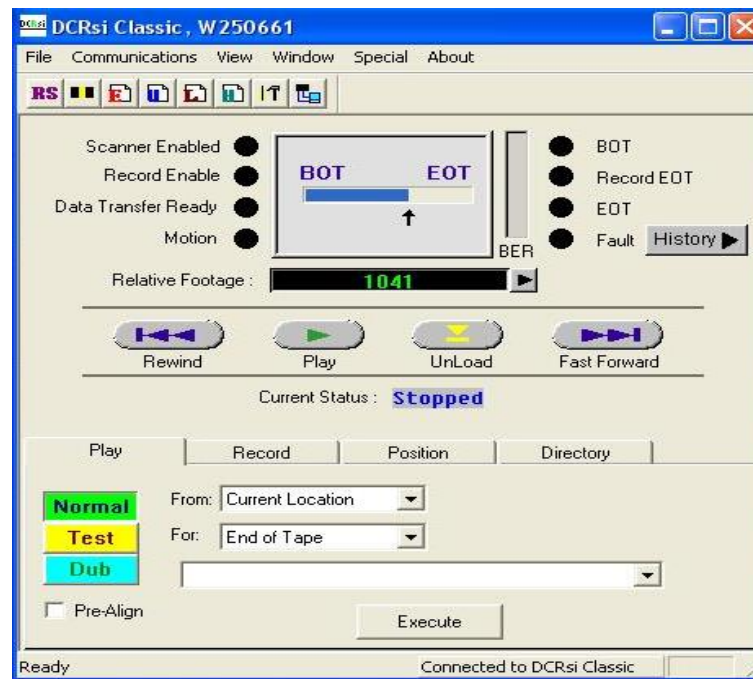 DCRsi Classic, W250661
File Communications View Window Special About
RS F U L U
Scanner Enabled
Record Enable
Data Transfer Ready
Motion
BOT EOT
BER
BOT
Record EOT
EOT
Fault History
Relative Footage : 1041
Rewind Play UnLoad Fast Forward
Current Status : Stopped
Play Record Position Directory
Normal From: Current Location
Test For: End of Tape
Dub
Pre-Align Execute
Ready Connected to DCRsi Classic